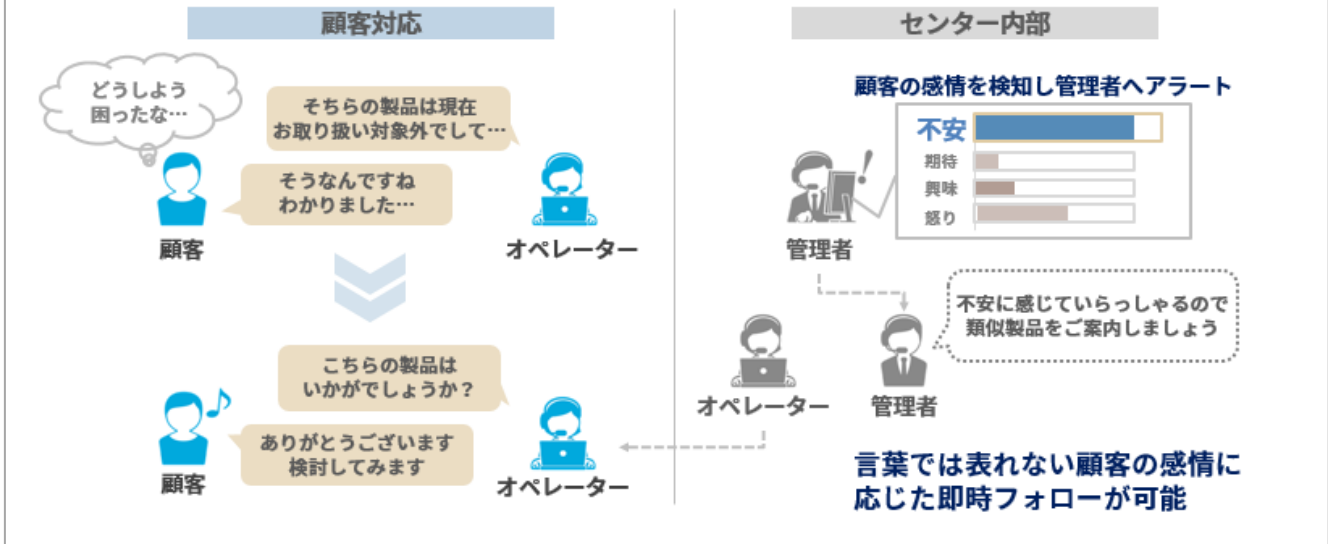 顧客対応
どうしよう
困ったな…
そちらの製品は現在
お取り扱い対象外でして…
そうなんですね
わかりました…
顧客
オペレーター
こちらの製品は
いかがでしょうか？
ありがとうございます
検討してみます
顧客
オペレーター
センター内部
顧客の感情を検知し管理者へアラート
不安
期待
興味
怒り
管理者
不安に感じていらっしゃるので
類似製品をご案内しましょう
オペレーター
管理者
言葉では表れない顧客の感情に
応じた即時フォローが可能